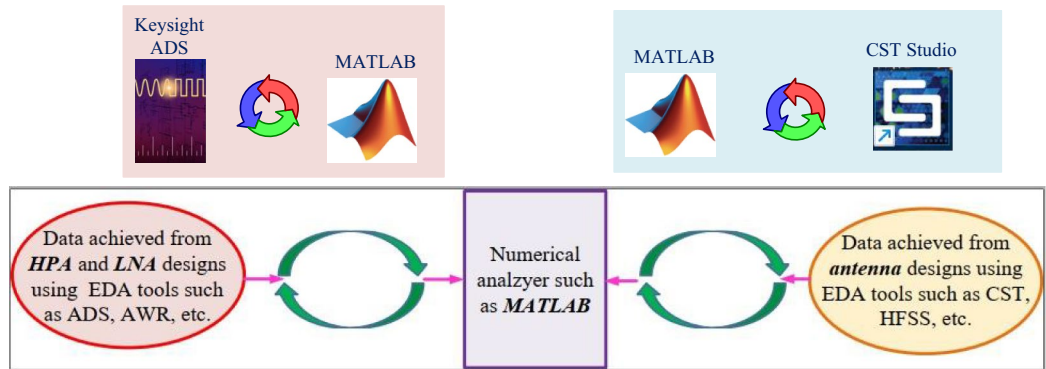 Keysight
ADS
MATLAB
MATLAB
CST Studio
Data achieved from
HPA and LNA designs
using EDA tools such
as ADS, AWR, etc.
Numerical
analzyer such
as MATLAB
Data achieved from
antenna designs using
EDA tools such as CST,
HFSS, etc.